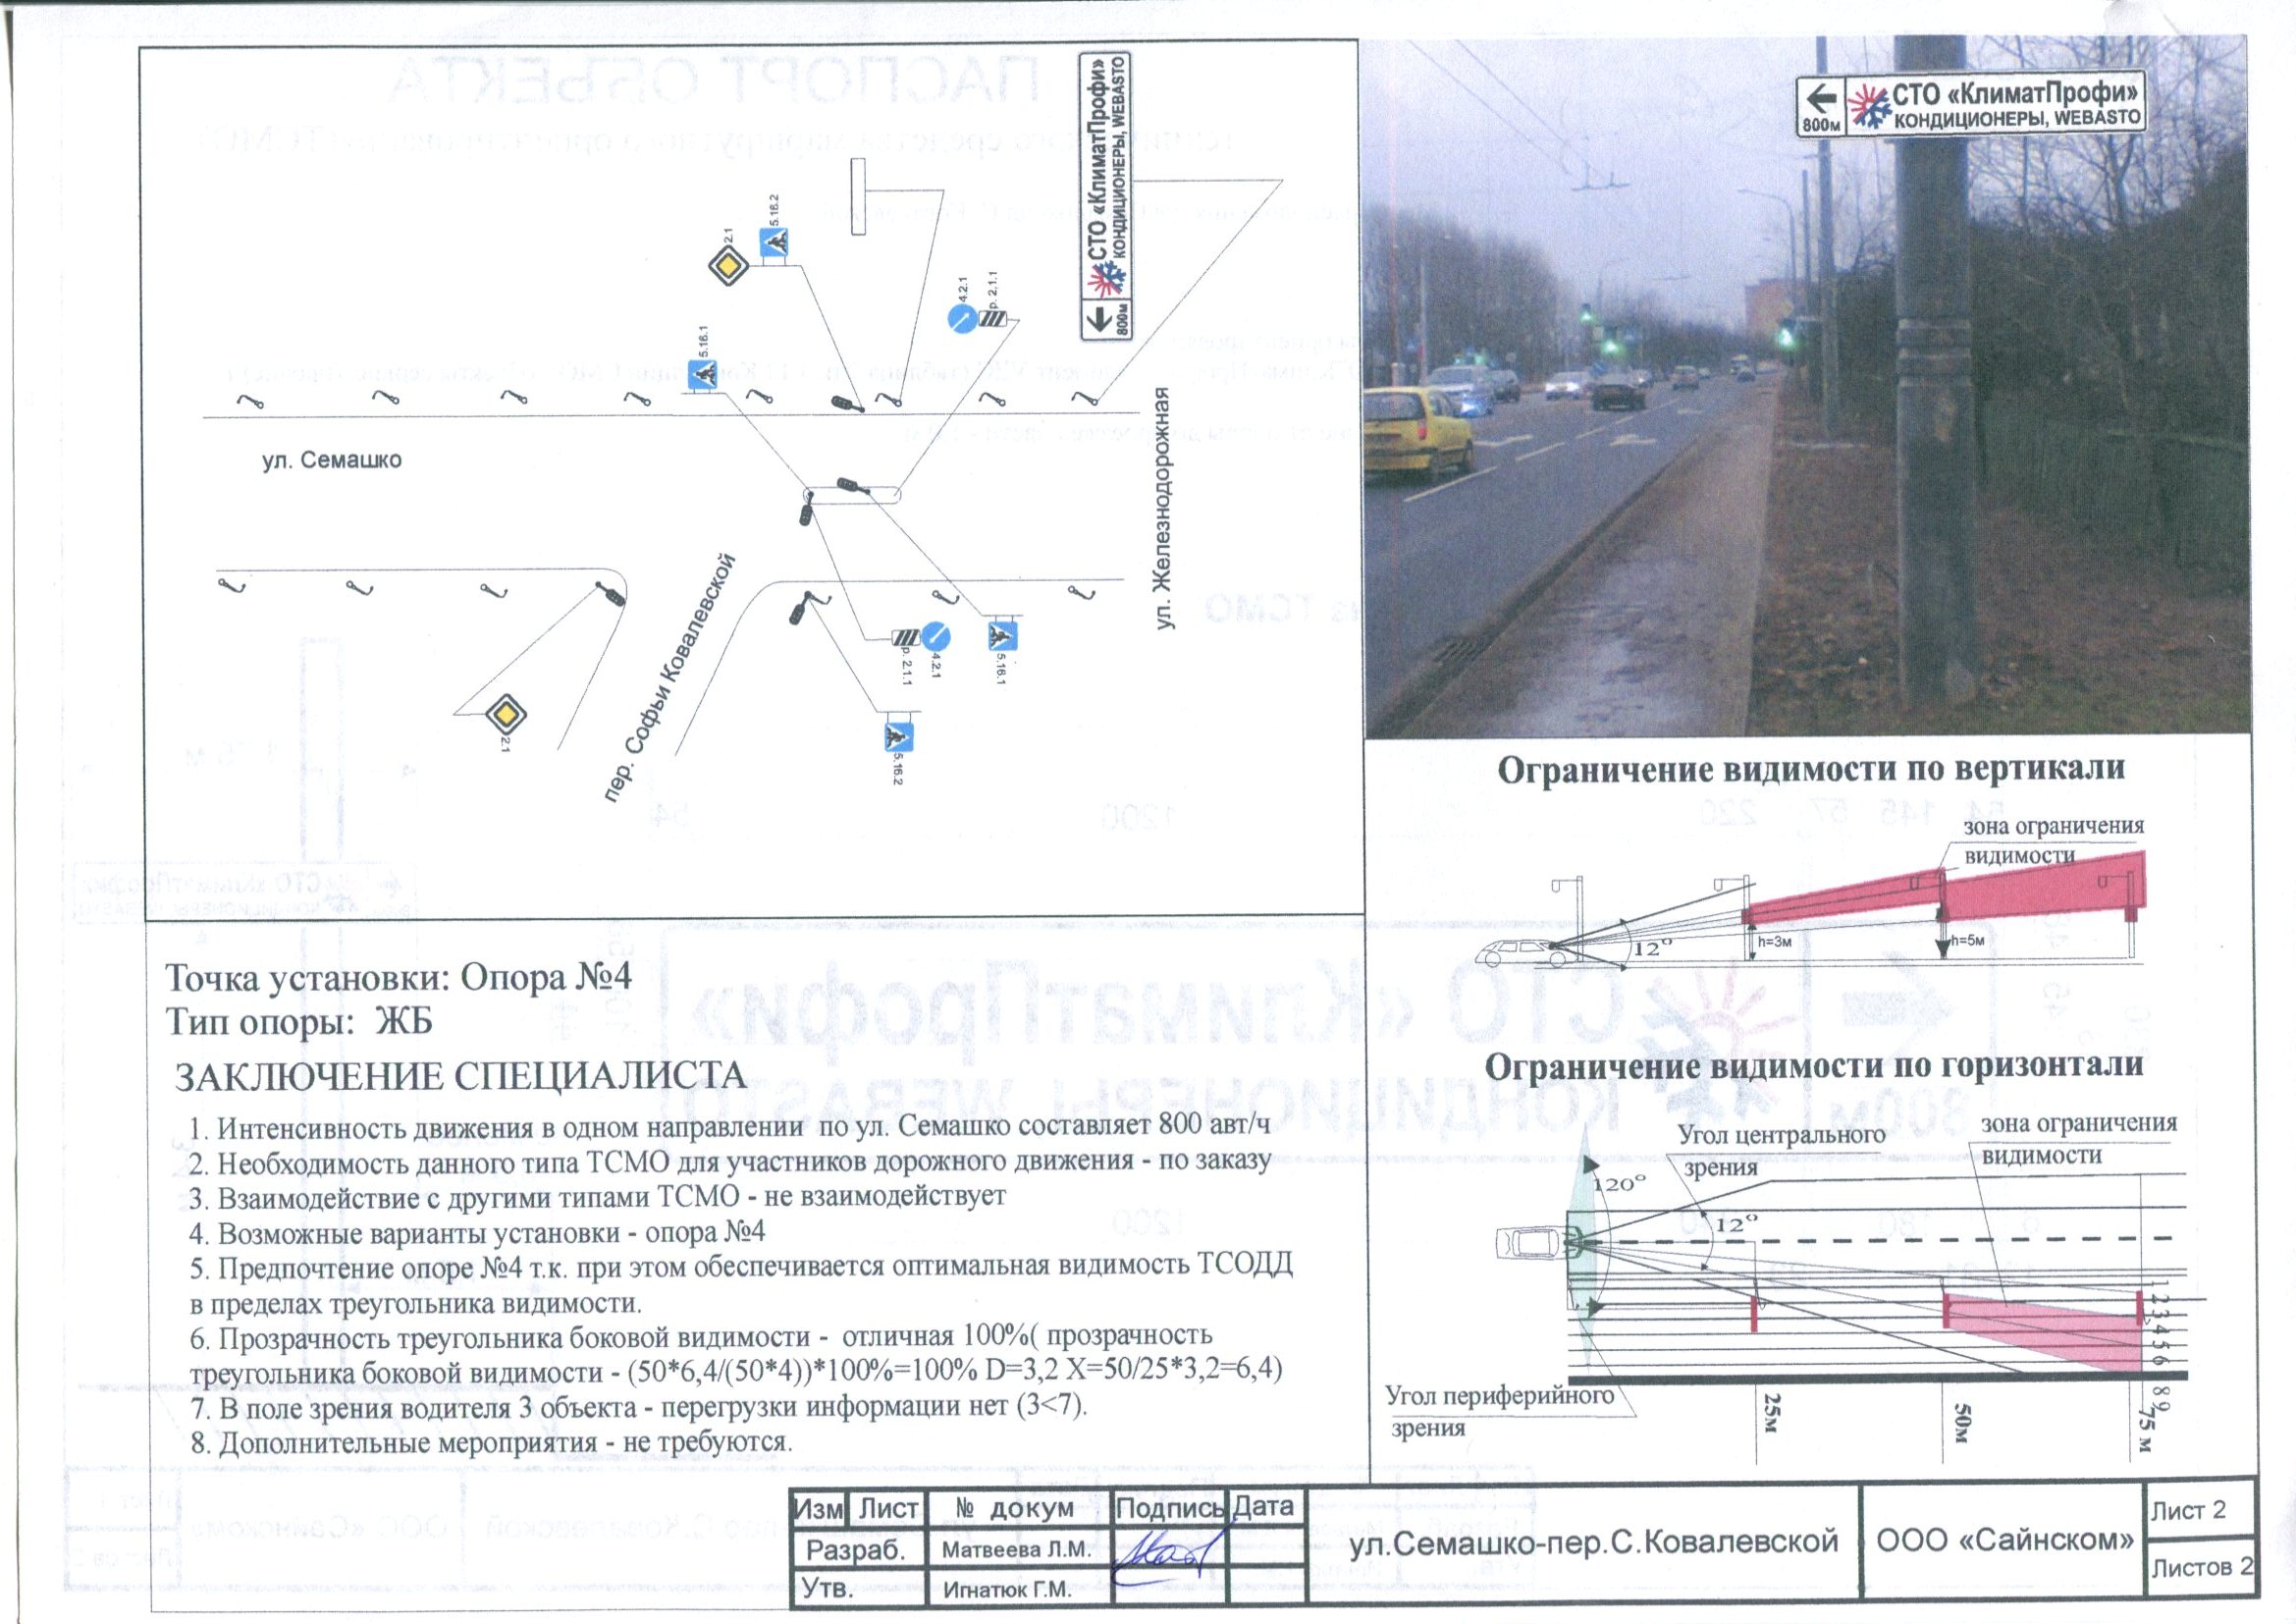 СТО «КлиматПрофи»
КОНДИЦИОНЕРЫ, WEBASTO
800м
2.1
5.16.2
5.16.1
4.2.1
р. 2.1.1
ул. Семашко
ул. Железнодорожная
пер. Софьи Ковалевской
р. 2.1.1
4.2.1
5.16.1
2.1
5.16.2
СТО «КлиматПрофи»
800м КОНДИЦИОНЕРЫ, WEBASTO
Ограничение видимости по вертикали
зона ограничения
видимости
12°
h=3м
h=5м
Ограничение видимости по горизонтали
Угол центрального
зрения
зона ограничения
видимости
120°
12°
1 2 3 4 5 6
8 9
Угол периферийного
зрения
25м
50м
75 м
Точка установки: Опора №4
Тип опоры: ЖБ
ЗАКЛЮЧЕНИЕ СПЕЦИАЛИСТА
1. Интенсивность движения в одном направлении по ул. Семашко составляет 800 авт/ч
2. Необходимость данного типа ТСМО для участников дорожного движения - по заказу
3. Взаимодействие с другими типами ТСМО - не взаимодействует
4. Возможные варианты установки - опора №4
5. Предпочтение опоре №4 т.к. при этом обеспечивается оптимальная видимость ТСОДД
в пределах треугольника видимости.
6. Прозрачность треугольника боковой видимости - отличная 100%( прозрачность
треугольника боковой видимости - (50*6,4/(50*4))*100%=100% D=3,2 X=50/25*3,2=6,4)
7. В поле зрения водителя 3 объекта - перегрузки информации нет (3<7).
8. Дополнительные мероприятия - не требуются.
Изм Лист № докум Подпись Дата
Разраб. Матвеева Л.М.
Утв. Игнатюк Г.М.
ул.Семашко-пер.С.Ковалевской
ООО «Сайнском»
Лист 2
Листов 2